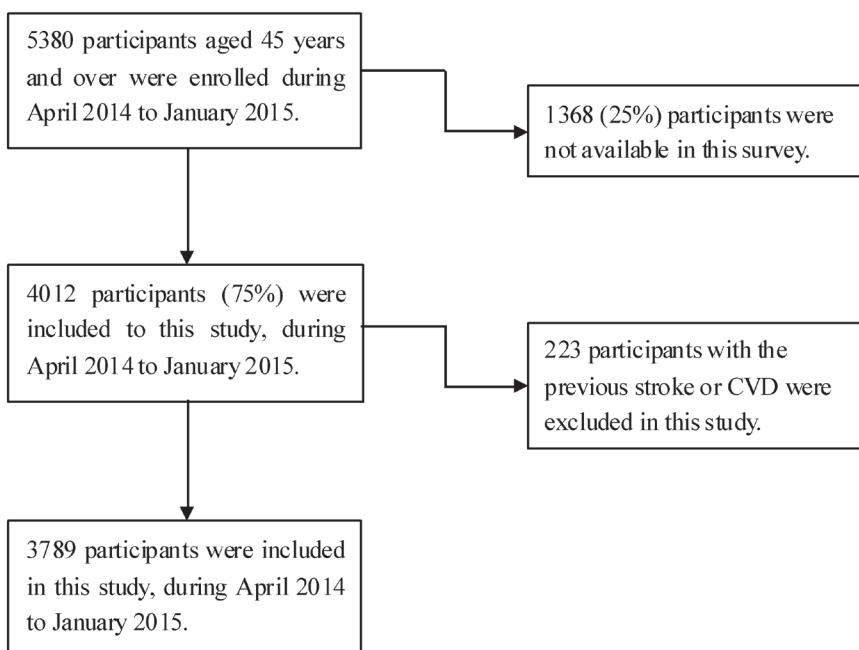 5380 participants aged 45 years
and over were enrolled during
April 2014 to January 2015.
1368 (25%) participants were
not available in this survey.
4012 participants (75%) were
included to this study, during
April 2014 to January 2015.
223 participants with the
previous stroke or CVD were
excluded in this study.
3789 participants were included
in this study, during April 2014
to January 2015.